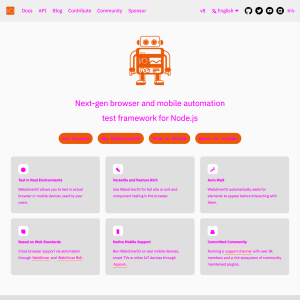 Docs API Blog Contribute Community Sponsor v8 English
Next-gen browser and mobile automation
test framework for Node.js
Test in Real Environments
WebdriverIO allows you to test in actual
browser or mobile devices used by your
users.
Versatile and Feature Rich
Use WebdriverIO for full e2e or unit and
component testing in the browser.
Auto-Wait
WebdriverIO automatically waits for
elements to appear before interacting with
them.
Based on Web Standards
Cross browser support via automation
through WebDriver and WebDriver Bidi.
Native Mobile Support
Run WebdriverIO on real mobile devices,
smart TVs or other IoT devices through
Appium.
Committed Community
Running a support channel with over 8k
members and a rich ecosystem of community
maintained plugins.